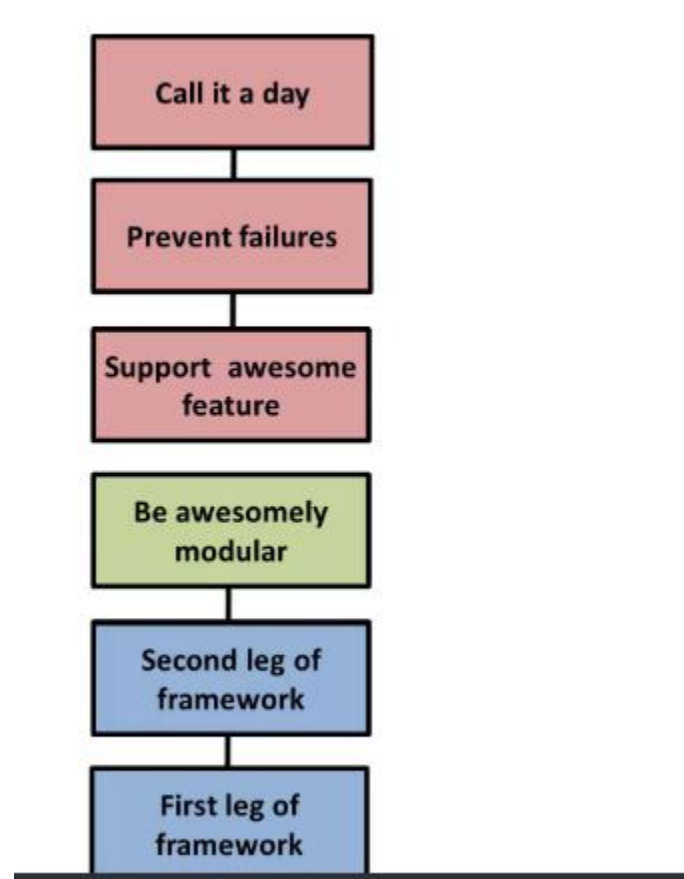 Call it a day
Prevent failures
Support awesome
feature
Be awesomely
modular
Second leg of
framework
First leg of
framework